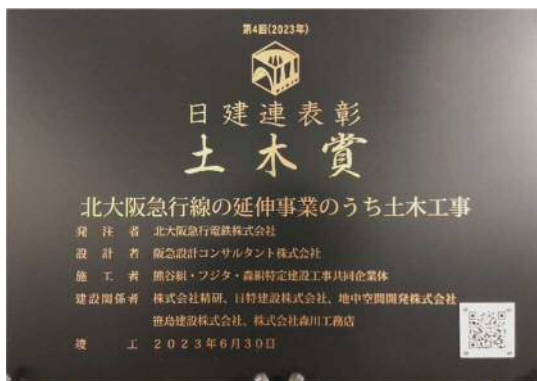 第4回(2023年)
日建連表彰
土木賞
北大阪急行線の延伸事業のうち土木工事
発注者 北大阪急行電鉄株式会社
設計者 阪急設計コンサルタント株式会社
施工者 熊谷組・フジタ・森組特定建設工事共同企業体
建設関係者 株式会社精研、日特建設株式会社、地中空間開発株式会社
笹島建設株式会社、株式会社森川工務店
竣工 2023年6月30日